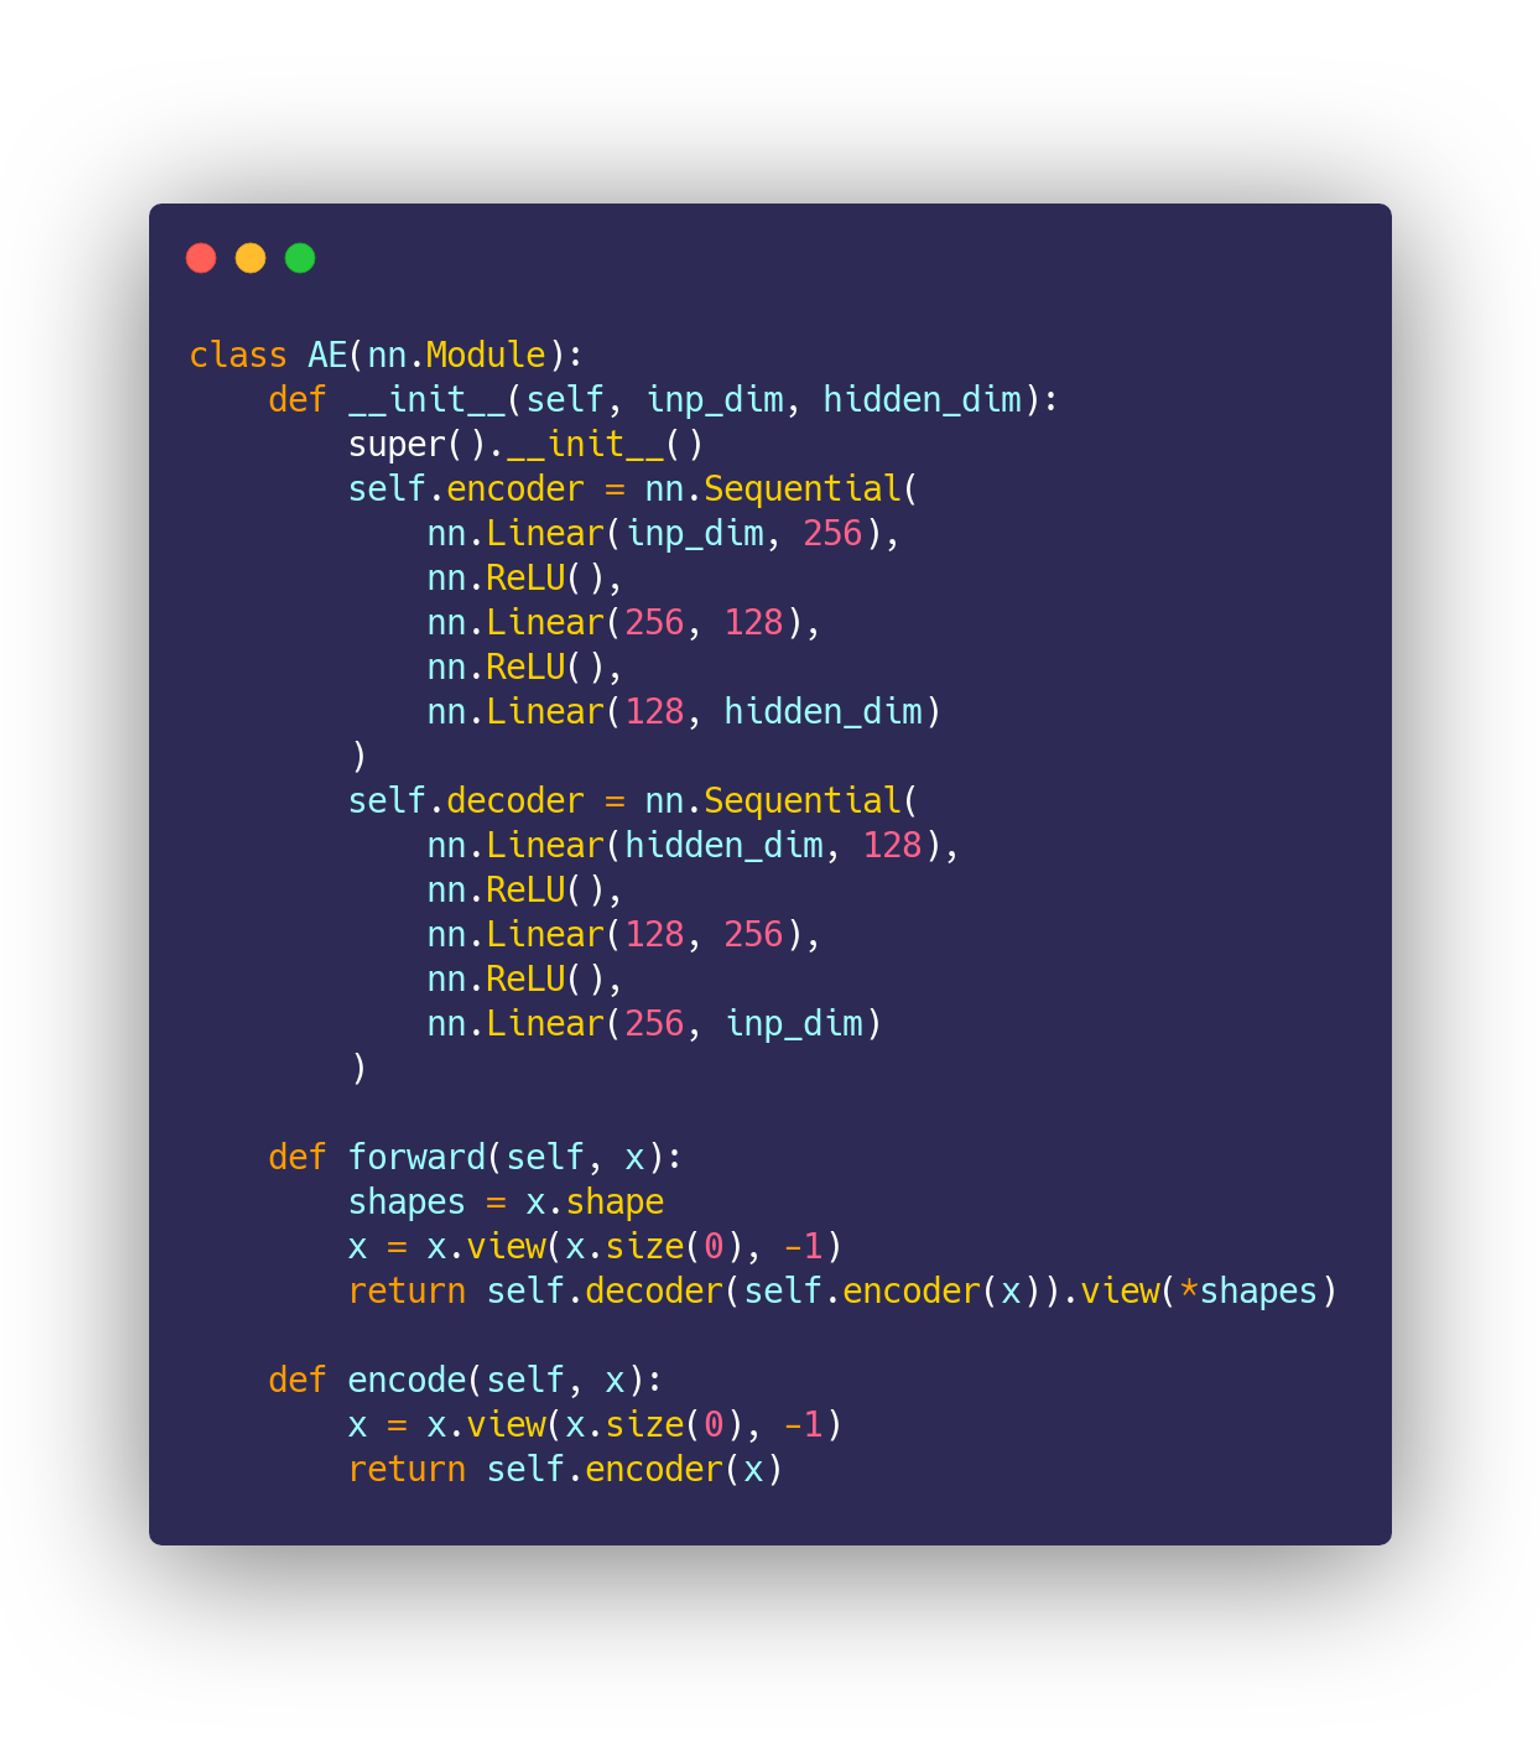 class AE(nn.Module):
    def __init__(self, inp_dim, hidden_dim):
        super().__init__()
        self.encoder = nn.Sequential(
            nn.Linear(inp_dim, 256),
            nn.ReLU(),
            nn.Linear(256, 128),
            nn.ReLU(),
            nn.Linear(128, hidden_dim)
        )
        self.decoder = nn.Sequential(
            nn.Linear(hidden_dim, 128),
            nn.ReLU(),
            nn.Linear(128, 256),
            nn.ReLU(),
            nn.Linear(256, inp_dim)
        )

    def forward(self, x):
        shapes = x.shape
        x = x.view(x.size(0), -1)
        return self.decoder(self.encoder(x)).view(*shapes)

    def encode(self, x):
        x = x.view(x.size(0), -1)
        return self.encoder(x)